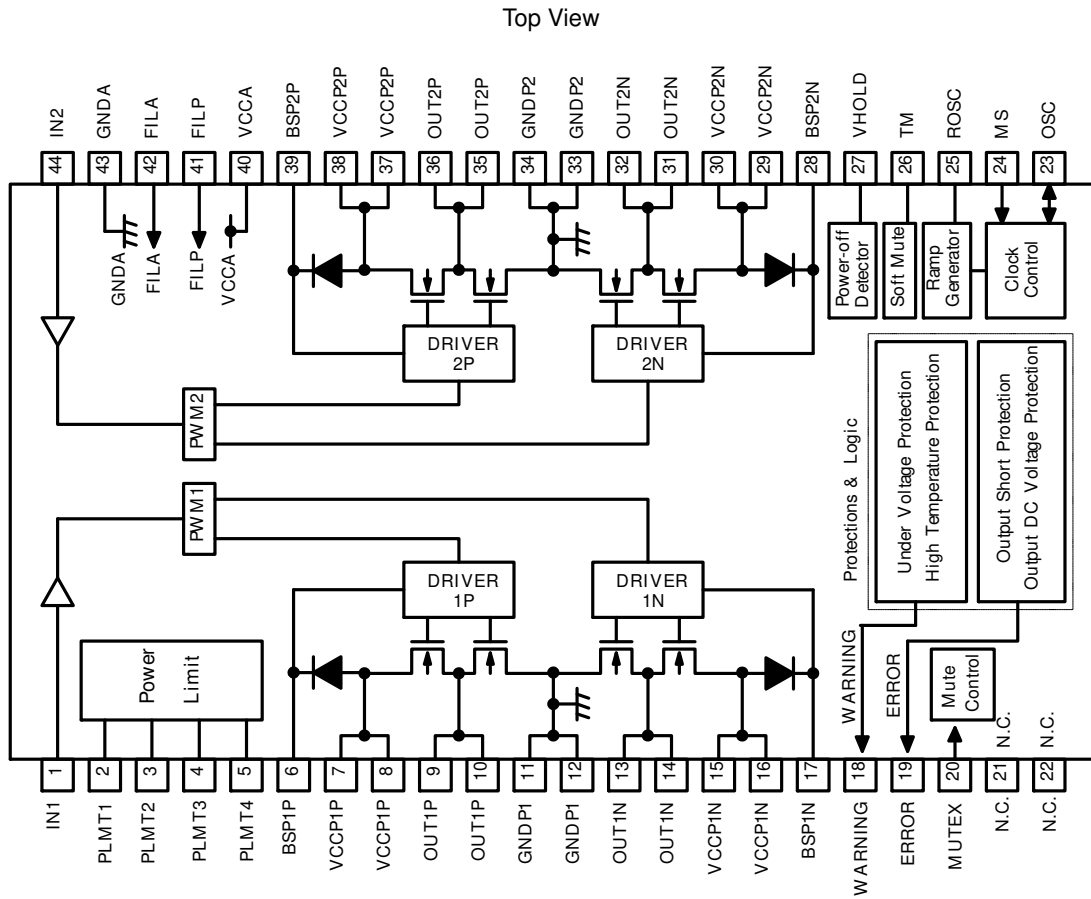 Top View
IN2
GNDA
FILA
FILP
VCCA
BSP2P
VCCP2P
VCCP2P
OUT2P
OUT2P
GNDP2
GNDP2
OUT2N
OUT2N
VCCP2N
VCCP2N
BSP2N
VHOLD
TM
ROSC
MS
OSC
44
43
42
41
40
39
38
37
36
35
34
33
32
31
30
29
28
27
26
25
24
23
GNDA
FILA
FILP
VCCA
Power-off
Detector
Soft Mute
Ramp
Generator
Clock
Control
DRIVER
2P
DRIVER
2N
PWM2
PWM1
DRIVER
1P
DRIVER
1N
Protections & Logic
Under Voltage Protection
High Temperature Protection
Output Short Protection
Output DC Voltage Protection
Power
Limit
WARNING
ERROR
Mute
Control
N.C.
N.C.
1
2
3
4
5
6
7
8
9
10
11
12
13
14
15
16
17
18
19
20
21
22
IN1
PLMT1
PLMT2
PLMT3
PLMT4
BSP1P
VCCP1P
VCCP1P
OUT1P
OUT1P
GNDP1
GNDP1
OUT1N
OUT1N
VCCP1N
VCCP1N
BSP1N
WARNING
ERROR
MUTEX
N.C.
N.C.